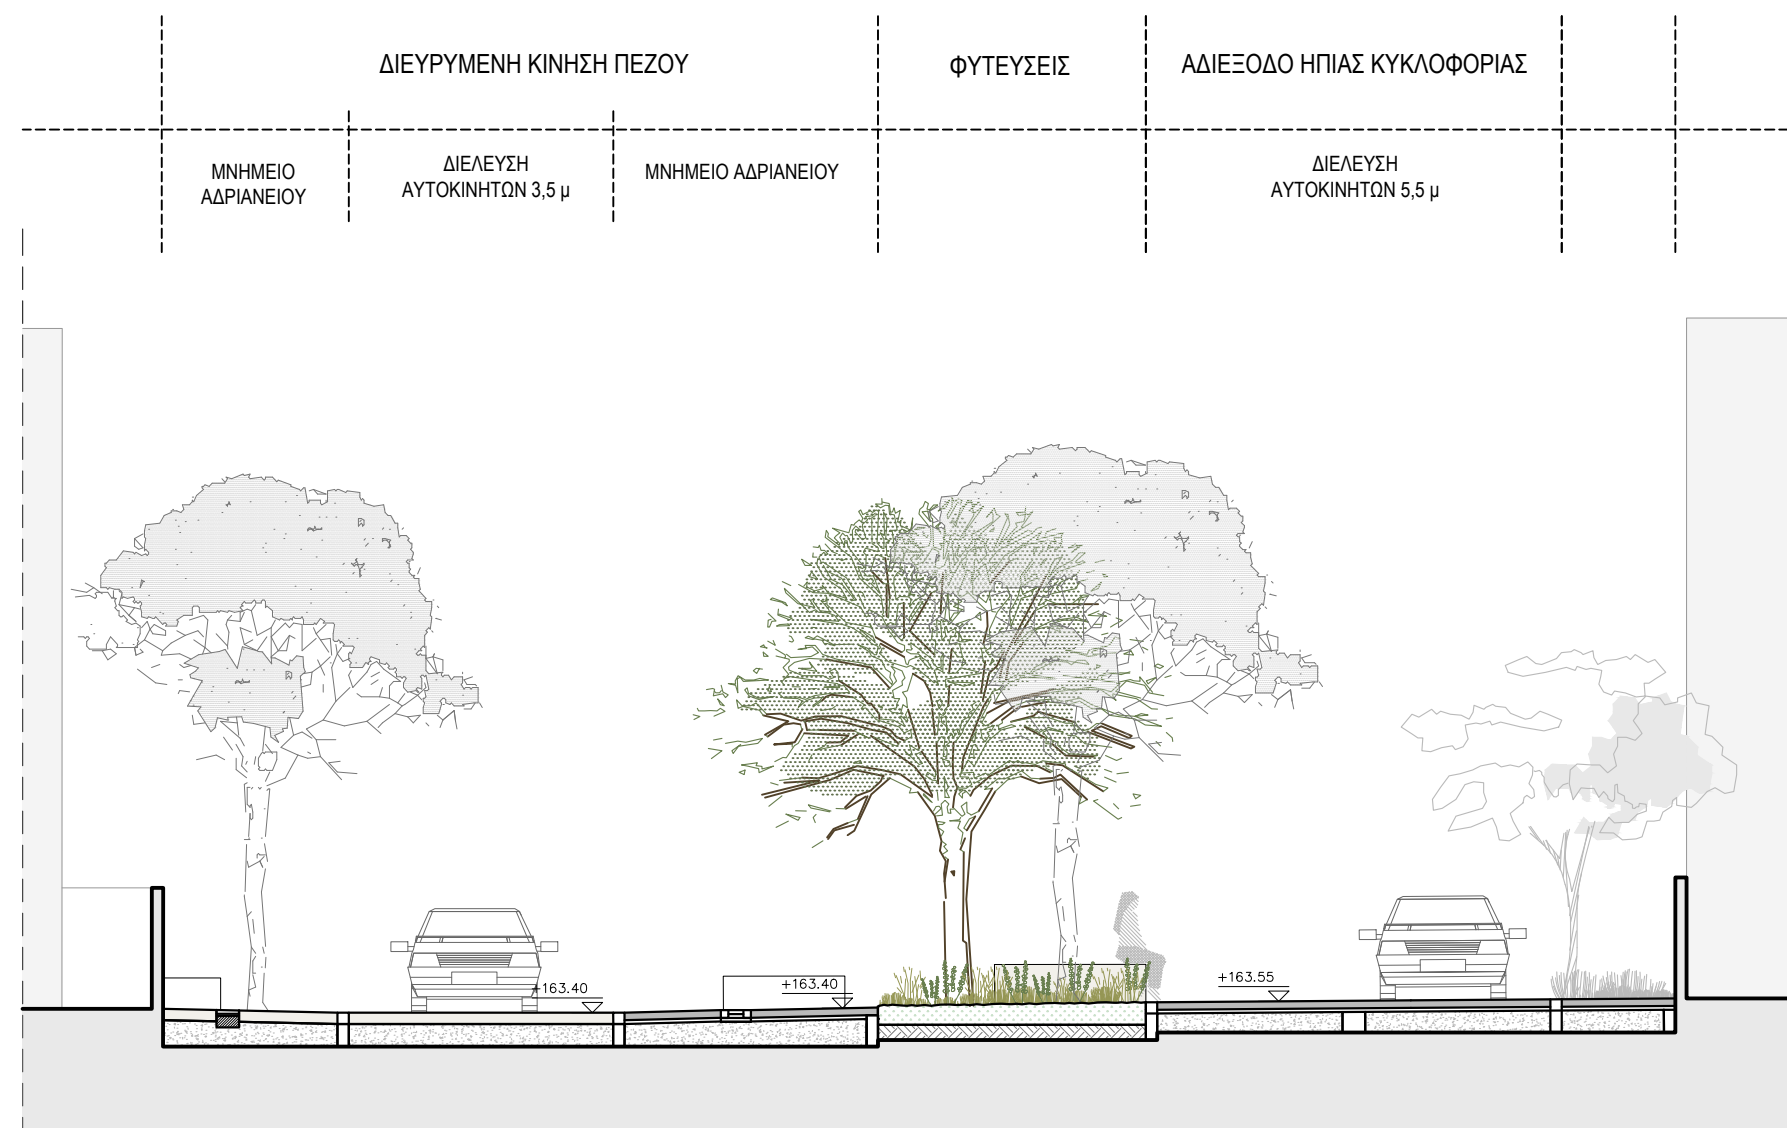 ΔΙΕΥΡΥΜΕΝΗ ΚΙΝΗΣΗ ΠΕΖΟΥ
ΦΥΤΕΥΣΕΙΣ
ΑΔΙΕΞΟΔΟ ΗΠΙΑΣ ΚΥΚΛΟΦΟΡΙΑΣ
ΜΝΗΜΕΙΟ
ΑΔΡΙΑΝΕΙΟΥ
ΔΙΕΛΕΥΣΗ
ΑΥΤΟΚΙΝΗΤΩΝ 3,5 μ
ΜΝΗΜΕΙΟ ΑΔΡΙΑΝΕΙΟΥ
ΔΙΕΛΕΥΣΗ
ΑΥΤΟΚΙΝΗΤΩΝ 5,5 μ
+163.40
+163.40
+163.55